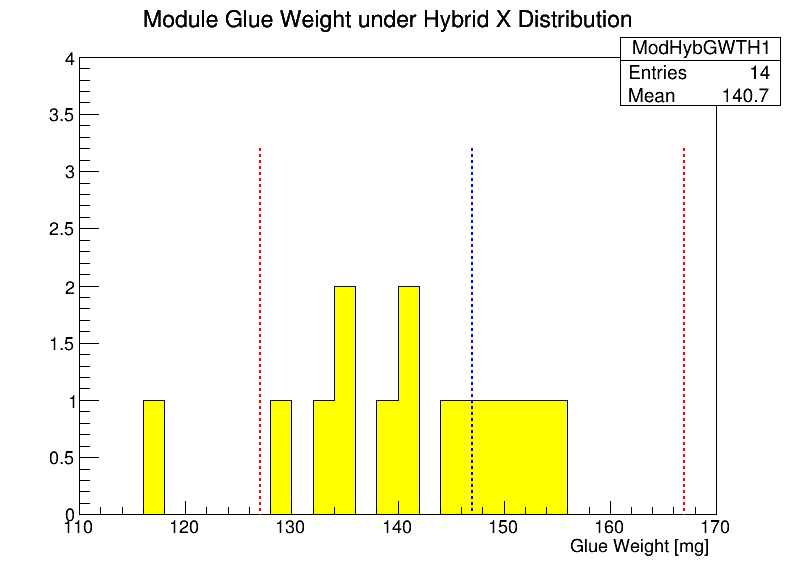 Module Glue Weight under Hybrid X Distribution
ModHybGWTH1
Entries 14
Mean 140.7
4
3.5
3
2.5
2
1.5
1
0.5
0
110 120 130 140 150 160 170
Glue Weight [mg]